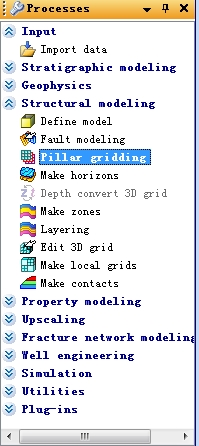 Processes
Input
Import data
Stratigraphic modeling
Geophysics
Structural modeling
Define model
Fault modeling
Pillar gridding
Make horizons
Depth convert 3D grid
Make zones
Layering
Edit 3D grid
Make local grids
Make contacts
Property modeling
Upscaling
Fracture network modeling
Well engineering
Simulation
Utilities
Plug-ins